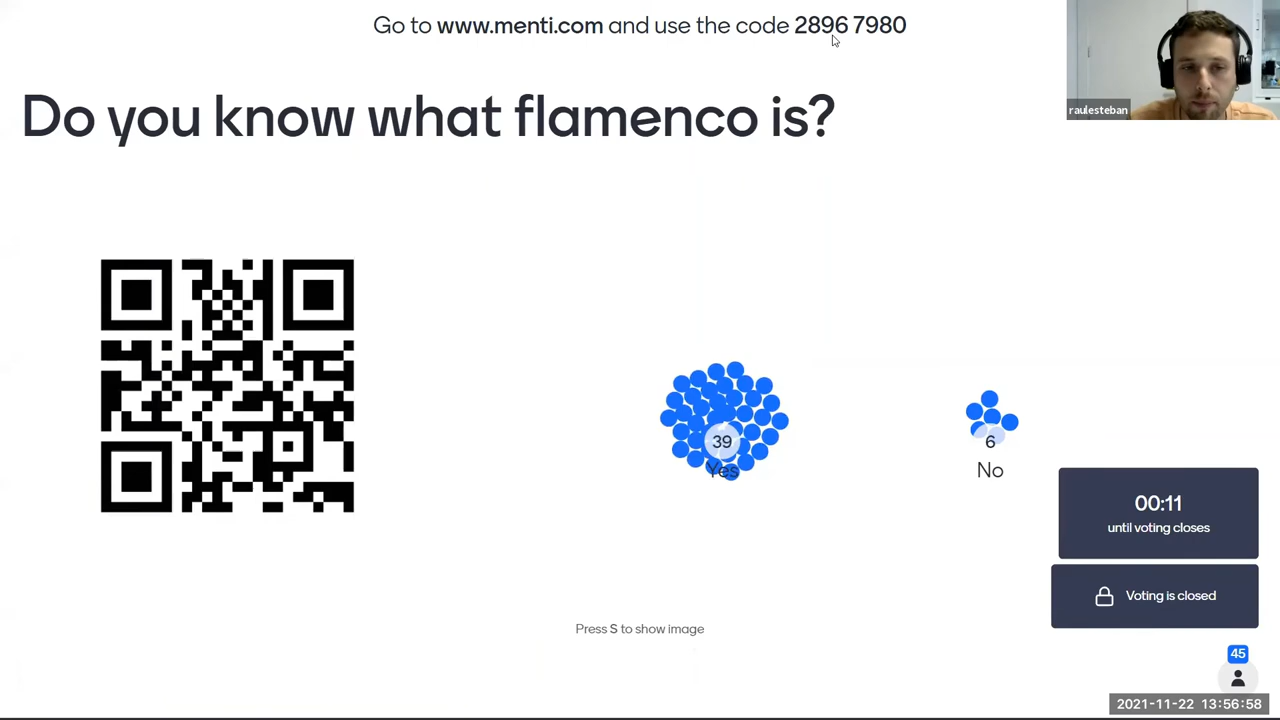 Go to www.menti.com and use the code 2896 7980
raulesteban
Do you know what flamenco is?
39
Yes
6
No
00:11
until voting closes
Voting is closed
Press S to show image
45
2021-11-22 13:56:58